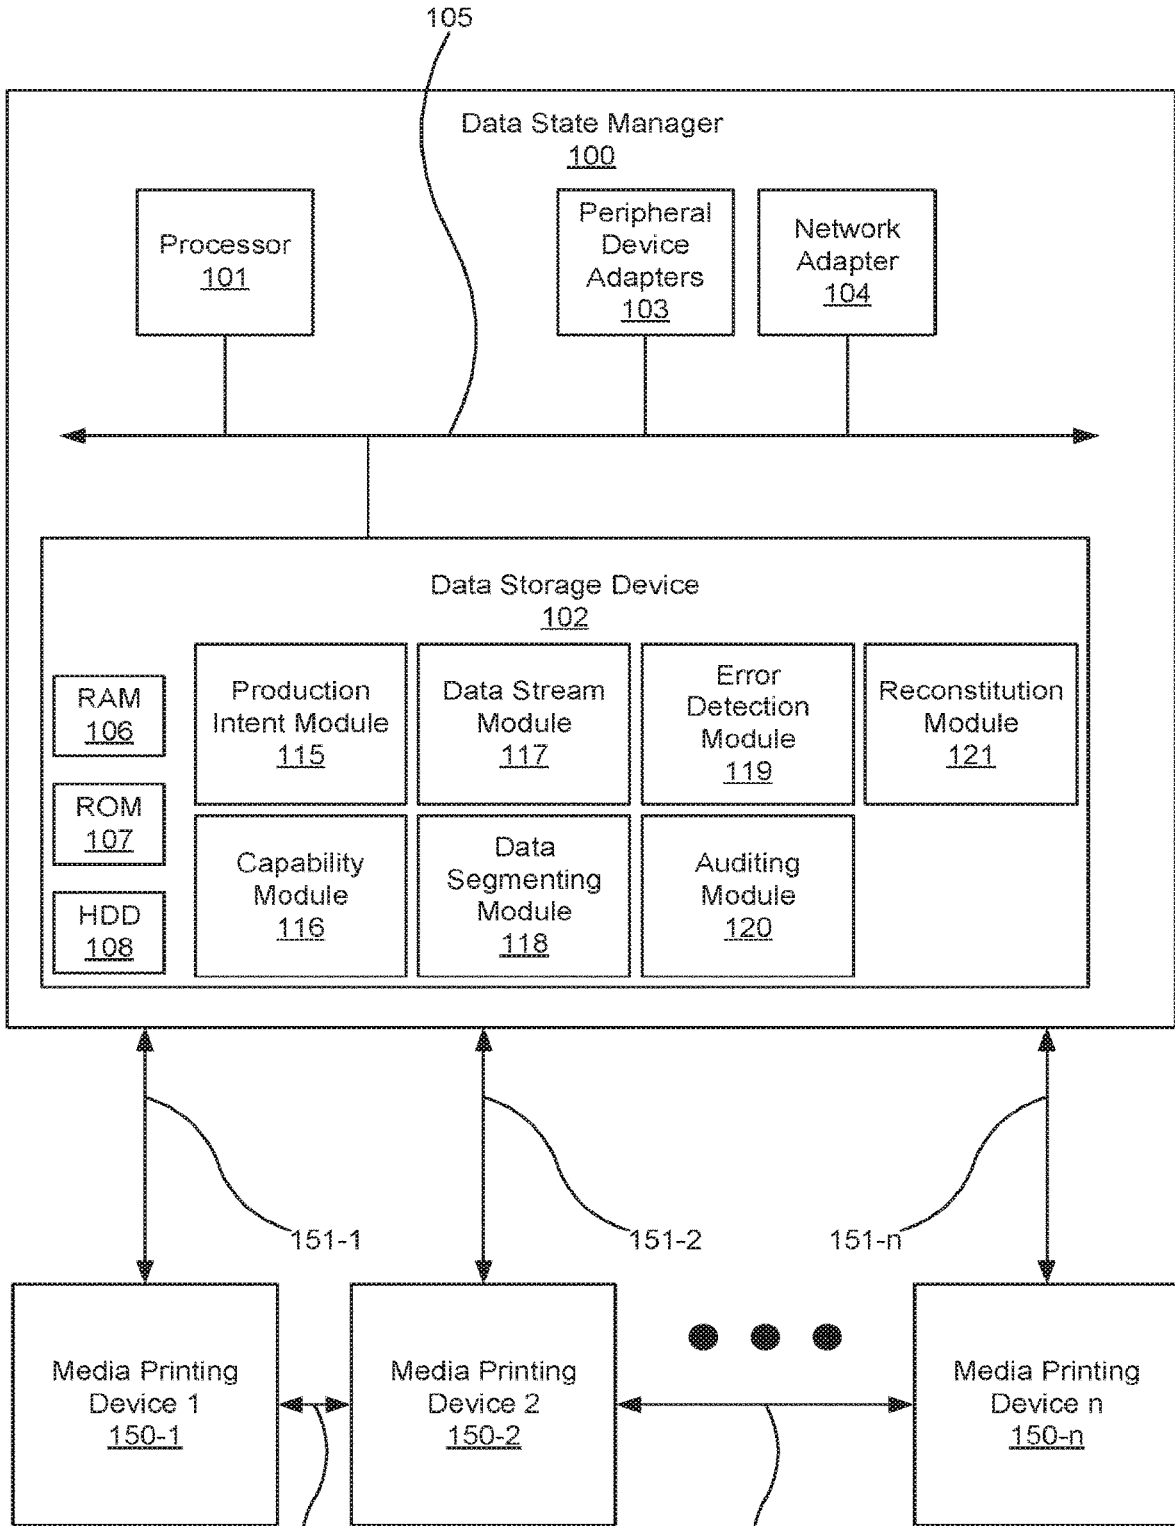 105
Data State Manager
100
Processor
101
Peripheral
Device
Adapters
103
Network
Adapter
104
Data Storage Device
102
RAM
106
ROM
107
HDD
108
Production
Intent Module
115
Data Stream
Module
117
Error
Detection
Module
119
Reconstitution
Module
121
Capability
Module
116
Data
Segmenting
Module
118
Auditing
Module
120
151-1
151-2
151-n
Media Printing
Device 1
150-1
Media Printing
Device 2
150-2
Media Printing
Device n
150-n